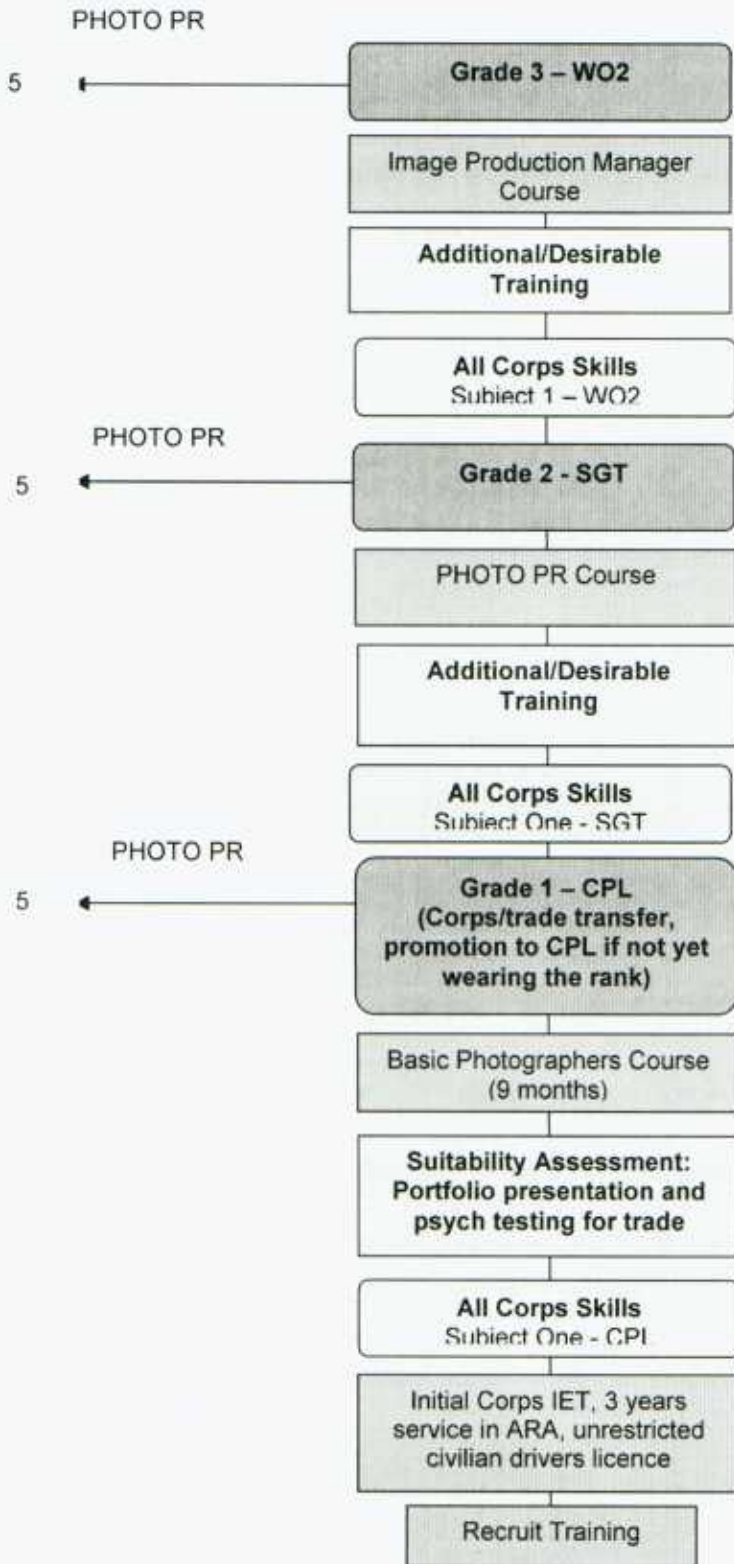 PHOTO PR
5
Grade 3 – WO2
Image Production Manager
Course
Additional/Desirable
Training
All Corps Skills
Subject 1 – WO2
PHOTO PR
5
Grade 2 - SGT
PHOTO PR Course
Additional/Desirable
Training
All Corps Skills
Subject One - SGT
PHOTO PR
5
Grade 1 – CPL
(Corps/trade transfer,
promotion to CPL if not yet
wearing the rank)
Basic Photographers Course
(9 months)
Suitability Assessment:
Portfolio presentation and
psych testing for trade
All Corps Skills
Subject One - CPL
Initial Corps IET, 3 years
service in ARA, unrestricted
civilian drivers licence
Recruit Training